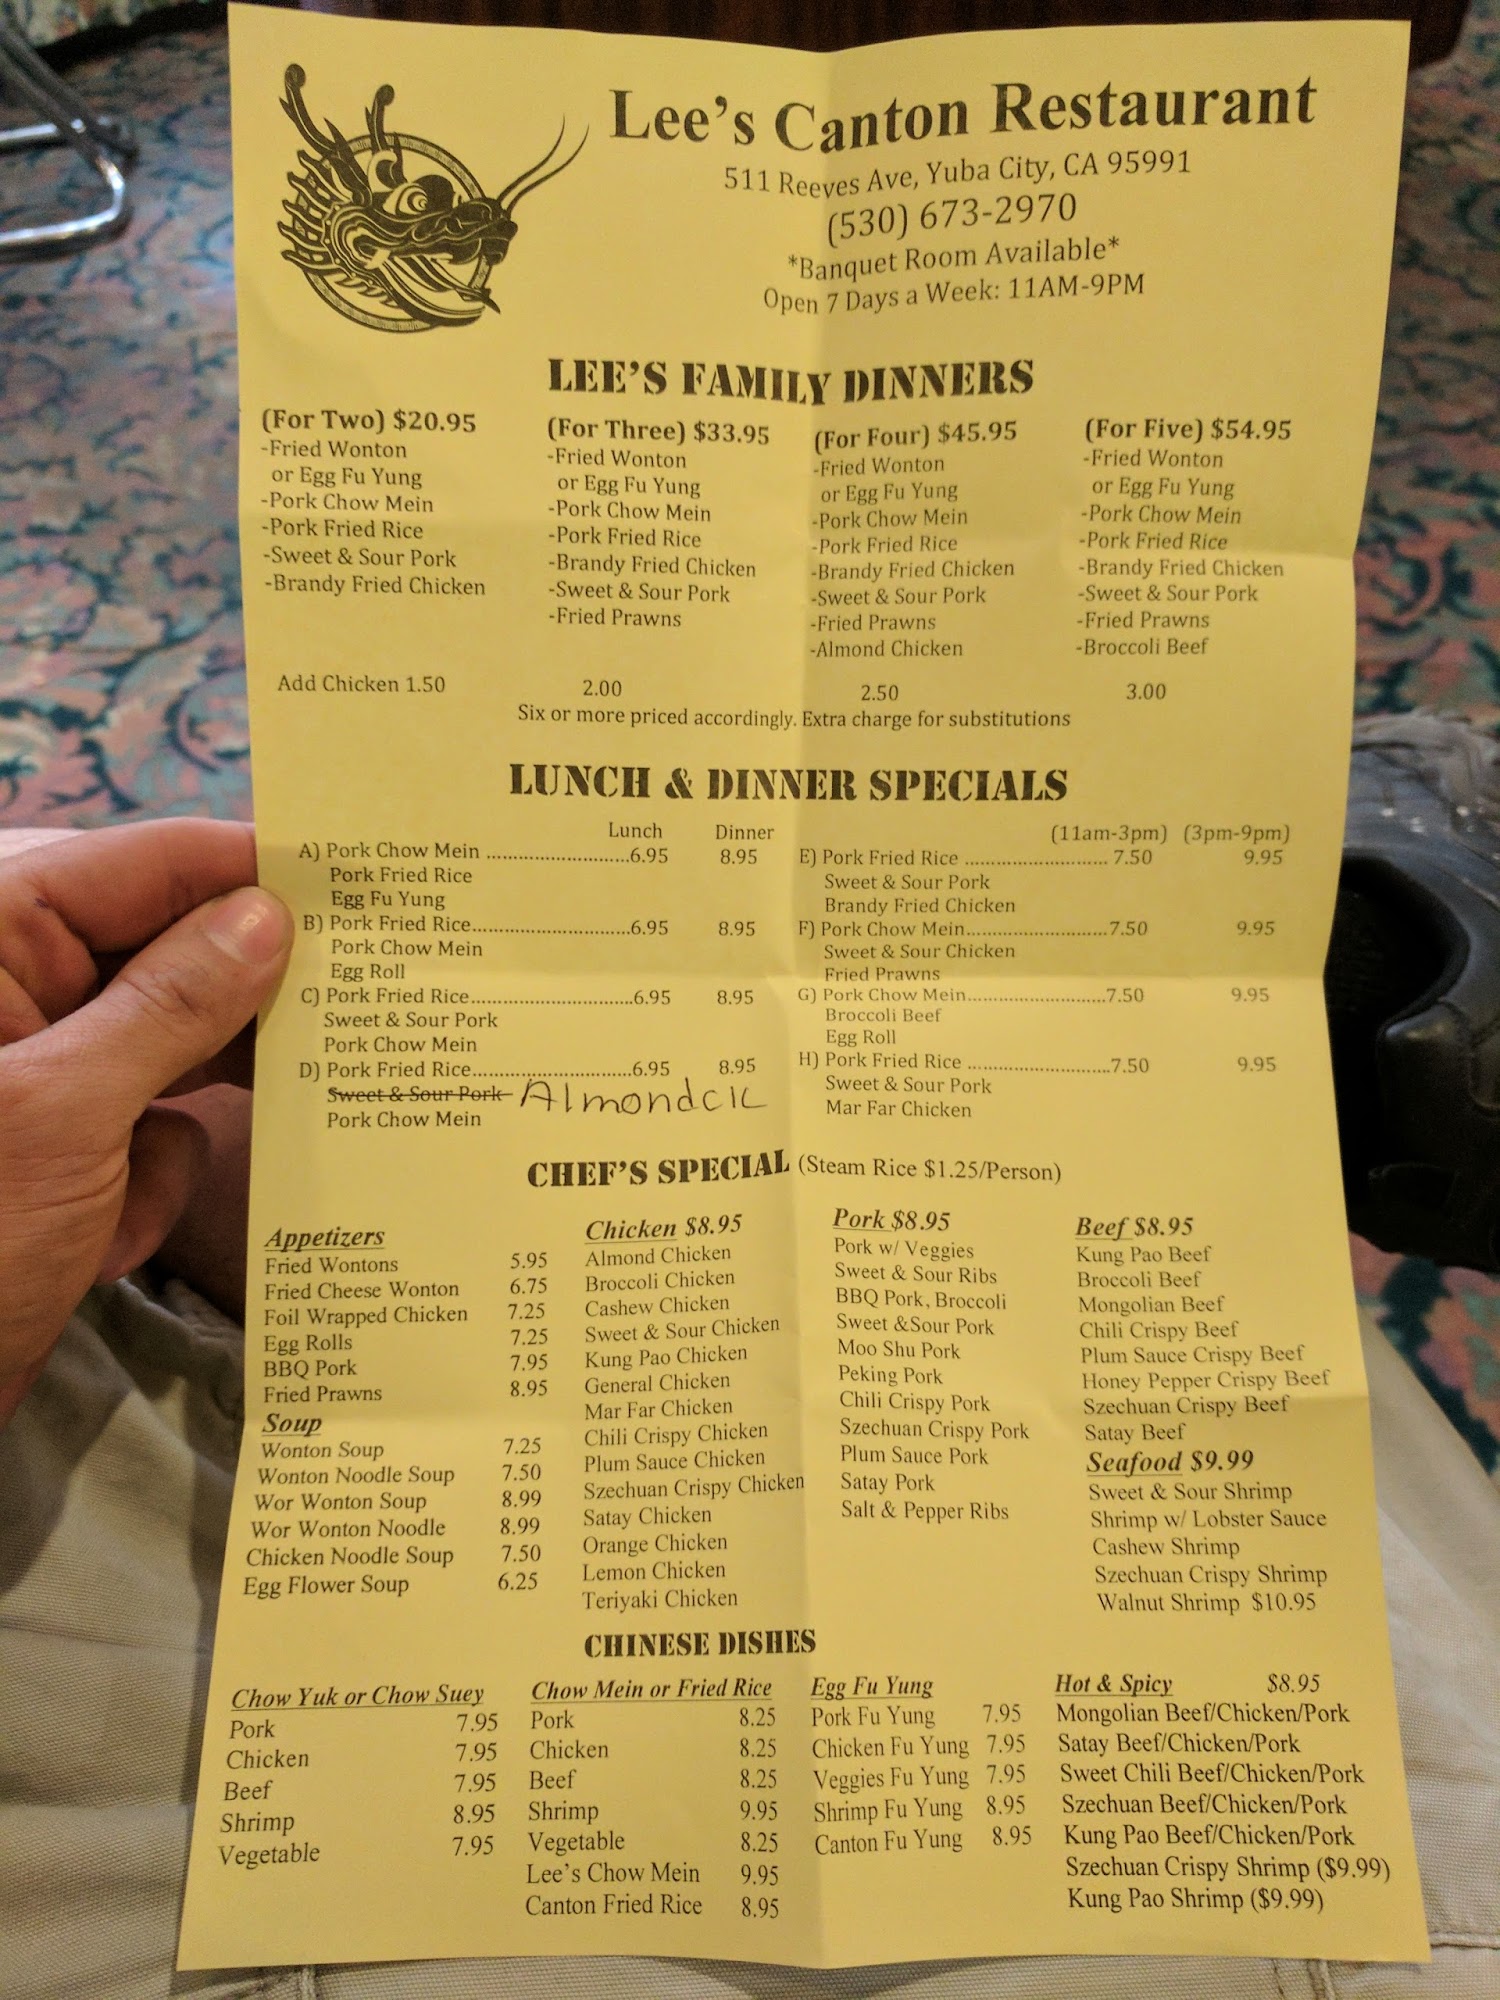 Lee's Canton Restaurant
511 Reeves Ave, Yuba City, CA 95991
(530) 673-2970
*Banquet Room Available*
Open 7 Days a Week: 11AM-9PM
LEE'S FAMILY DINNERS
(For Two) $20.95
-Fried Wonton
or Egg Fu Yung
-Pork Chow Mein
-Pork Fried Rice
-Sweet & Sour Pork
-Brandy Fried Chicken
(For Three) $33.95
-Fried Wonton
or Egg Fu Yung
-Pork Chow Mein
-Pork Fried Rice
-Brandy Fried Chicken
-Sweet & Sour Pork
-Fried Prawns
(For Four) $45.95
-Fried Wonton
or Egg Fu Yung
-Pork Chow Mein
-Pork Fried Rice
-Brandy Fried Chicken
-Sweet & Sour Pork
-Fried Prawns
-Almond Chicken
(For Five) $54.95
-Fried Wonton
or Egg Fu Yung
-Pork Chow Mein
-Pork Fried Rice
-Brandy Fried Chicken
-Sweet & Sour Pork
-Fried Prawns
-Broccoli Beef
Add Chicken 1.50 2.00 2.50 3.00
Six or more priced accordingly. Extra charge for substitutions
LUNCH & DINNER SPECIALS
Lunch Dinner
A) Pork Chow Mein ............................6.95 8.95
Pork Fried Rice
Egg Fu Yung
B) Pork Fried Rice...............................6.95 8.95
Pork Chow Mein
Egg Roll
C) Pork Fried Rice...............................6.95 8.95
Sweet & Sour Pork
Pork Chow Mein
D) Pork Fried Rice...............................6.95 8.95
Sweet & Sour Pork AlmondCIC
Pork Chow Mein
(11am-3pm) (3pm-9pm)
E) Pork Fried Rice ............................ 7.50 9.95
Sweet & Sour Pork
Brandy Fried Chicken
F) Pork Chow Mein...........................7.50 9.95
Sweet & Sour Chicken
Fried Prawns
G) Pork Chow Mein...........................7.50 9.95
Broccoli Beef
Egg Roll
H) Pork Fried Rice ............................7.50 9.95
Sweet & Sour Pork
Mar Far Chicken
CHEF'S SPECIAL (Steam Rice $1.25/Person)
Appetizers
Fried Wontons 5.95
Fried Cheese Wonton 6.75
Foil Wrapped Chicken 7.25
Egg Rolls 7.25
BBQ Pork 7.95
Fried Prawns 8.95
Soup
Wonton Soup 7.25
Wonton Noodle Soup 7.50
Wor Wonton Soup 8.99
Wor Wonton Noodle 8.99
Chicken Noodle Soup 7.50
Egg Flower Soup 6.25
Chicken $8.95
Almond Chicken
Broccoli Chicken
Cashew Chicken
Sweet & Sour Chicken
Kung Pao Chicken
General Chicken
Mar Far Chicken
Chili Crispy Chicken
Plum Sauce Chicken
Szechuan Crispy Chicken
Satay Chicken
Orange Chicken
Lemon Chicken
Teriyaki Chicken
Pork $8.95
Pork w/ Veggies
Sweet & Sour Ribs
BBQ Pork, Broccoli
Sweet &Sour Pork
Moo Shu Pork
Peking Pork
Chili Crispy Pork
Szechuan Crispy Pork
Plum Sauce Pork
Satay Pork
Salt & Pepper Ribs
Beef $8.95
Kung Pao Beef
Broccoli Beef
Mongolian Beef
Chili Crispy Beef
Plum Sauce Crispy Beef
Honey Pepper Crispy Beef
Szechuan Crispy Beef
Satay Beef
Seafood $9.99
Sweet & Sour Shrimp
Shrimp w/ Lobster Sauce
Cashew Shrimp
Szechuan Crispy Shrimp
Walnut Shrimp $10.95
CHINESE DISHES
Chow Yuk or Chow Suey
Pork 7.95
Chicken 7.95
Beef 7.95
Shrimp 8.95
Vegetable 7.95
Chow Mein or Fried Rice
Pork 8.25
Chicken 8.25
Beef 8.25
Shrimp 9.95
Vegetable 8.25
Lee's Chow Mein 9.95
Canton Fried Rice 8.95
Egg Fu Yung
Pork Fu Yung 7.95
Chicken Fu Yung 7.95
Veggies Fu Yung 7.95
Shrimp Fu Yung 8.95
Canton Fu Yung 8.95
Hot & Spicy $8.95
Mongolian Beef/Chicken/Pork
Satay Beef/Chicken/Pork
Sweet Chili Beef/Chicken/Pork
Szechuan Beef/Chicken/Pork
Kung Pao Beef/Chicken/Pork
Szechuan Crispy Shrimp ($9.99)
Kung Pao Shrimp ($9.99)